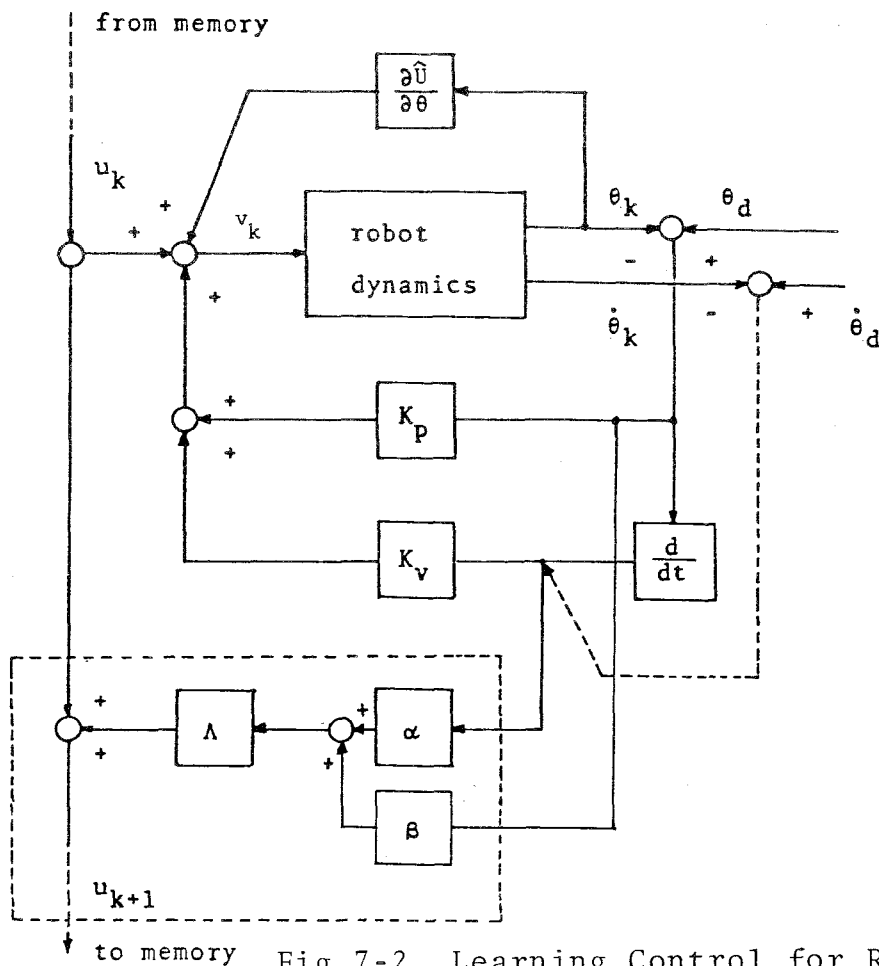 from memory
∂Û
∂θ
u_k
+
+
v_k
robot
dynamics
θ_k
θ_d
-
+
+
θ̇_k
-
+
θ̇_d
+
K_p
+
K_v
d
dt
+
Λ
+
α
+
+
β
u_{k+1}
to memory
Fig 7-2 Learning Control for R